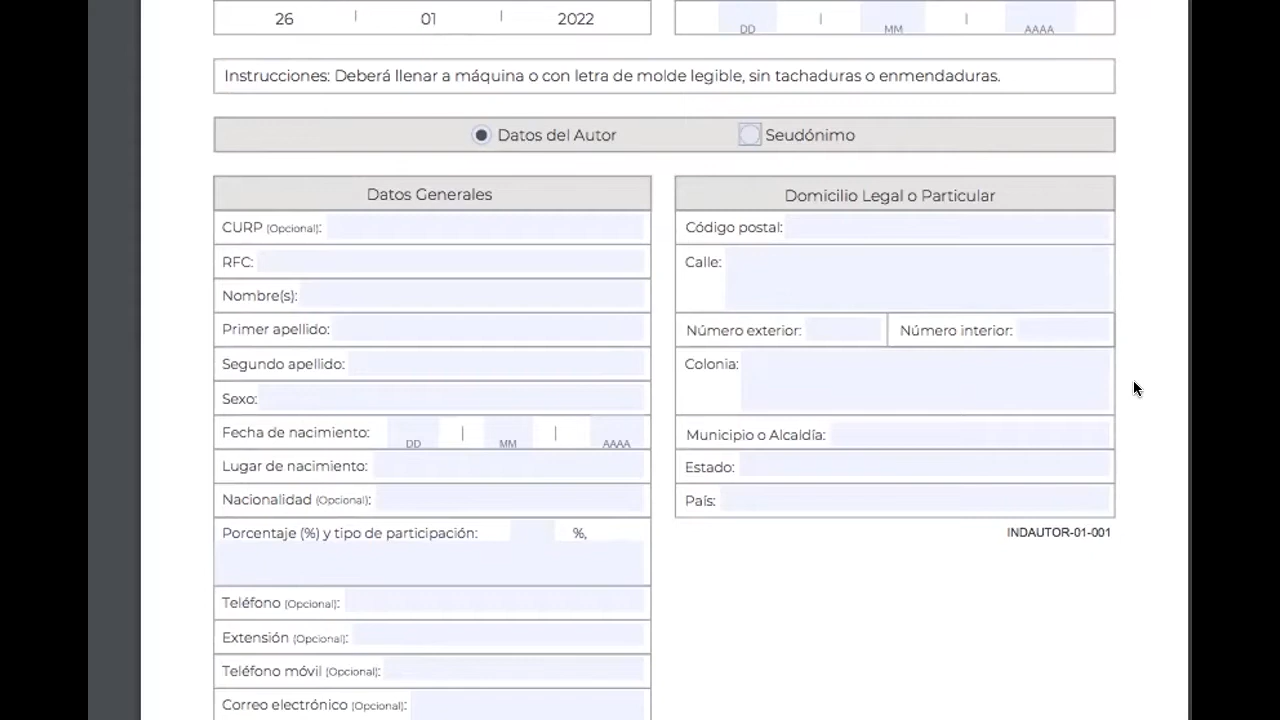 26 | 01 | 2022
DD | MM | AAAA
Instrucciones: Deberá llenar a máquina o con letra de molde legible, sin tachaduras o enmendaduras.
Datos del Autor
Seudónimo
Datos Generales
CURP (Opcional):
RFC:
Nombre(s):
Primer apellido:
Segundo apellido:
Sexo:
Fecha de nacimiento: DD | MM | AAAA
Lugar de nacimiento:
Nacionalidad (Opcional):
Porcentaje (%) y tipo de participación: %,
Teléfono (Opcional):
Extensión (Opcional):
Teléfono móvil (Opcional):
Correo electrónico (Opcional):
Domicilio Legal o Particular
Código postal:
Calle:
Número exterior:
Número interior:
Colonia:
Municipio o Alcaldía:
Estado:
País:
INDAUTOR-01-001